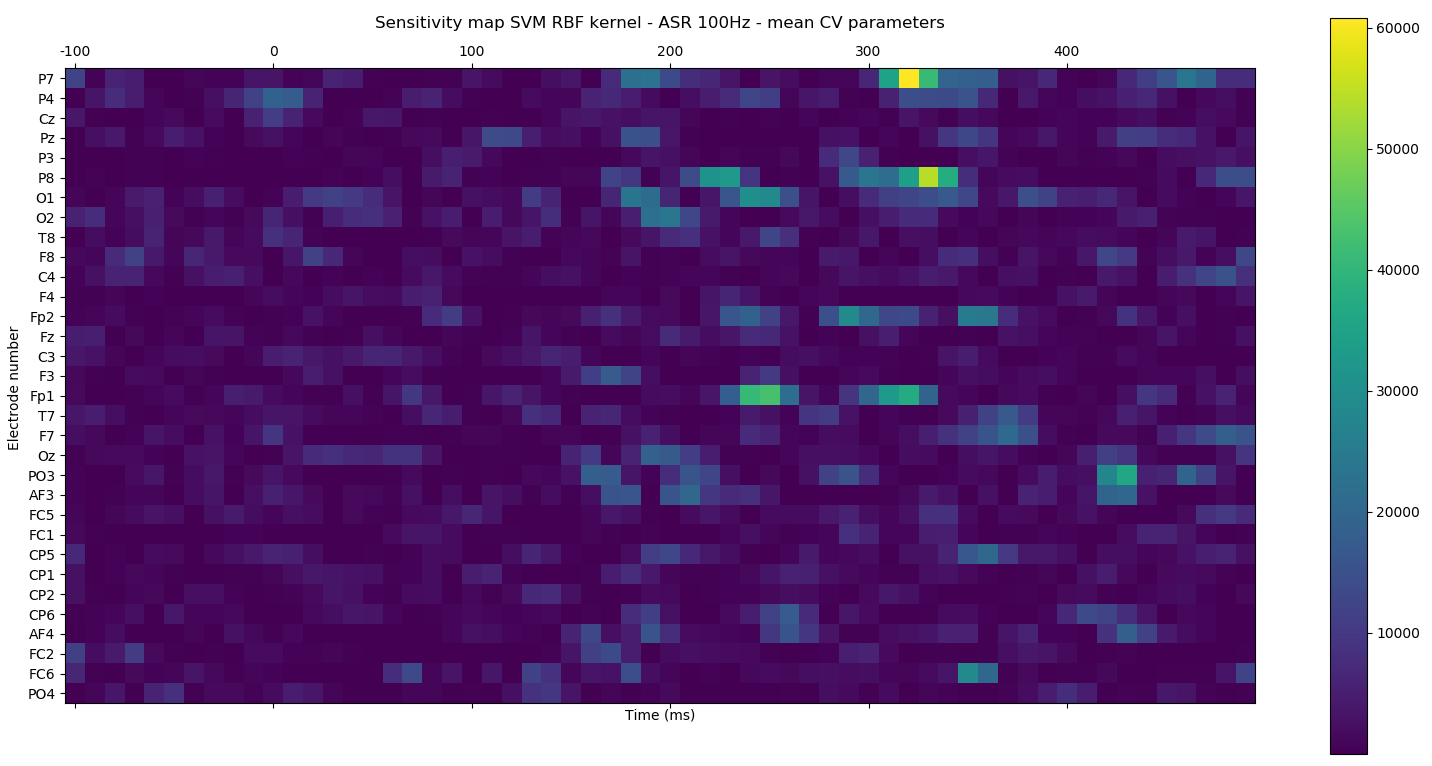 Sensitivity map SVM RBF kernel - ASR 100Hz - mean CV parameters
-100 0 100 200 300 400
P7
P4
Cz
Pz
P3
P8
O1
O2
T8
F8
C4
F4
Fp2
Fz
C3
F3
Fp1
T7
F7
Oz
PO3
AF3
FC5
FC1
CP5
CP1
CP2
CP6
AF4
FC2
FC6
PO4
Electrode number
Time (ms)
60000
50000
40000
30000
20000
10000